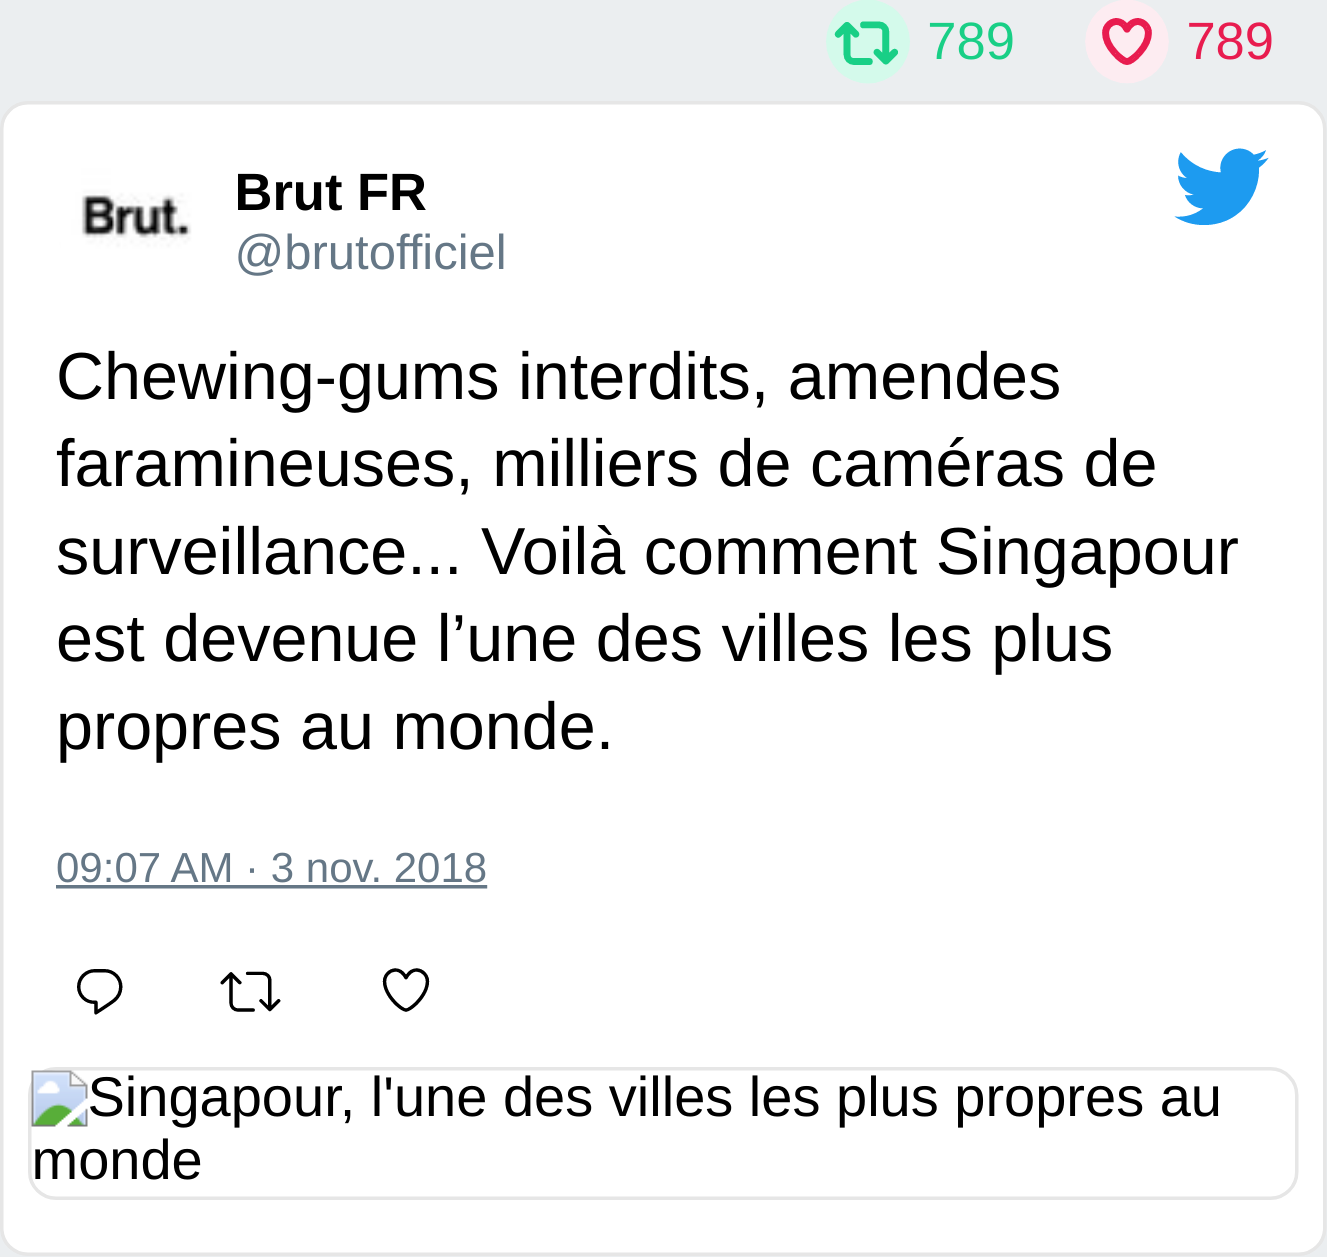 789 789
Brut.
Brut FR
@brutofficiel
Chewing-gums interdits, amendes
faramineuses, milliers de caméras de
surveillance... Voilà comment Singapour
est devenue l’une des villes les plus
propres au monde.
09:07 AM · 3 nov. 2018
Singapour, l'une des villes les plus propres au
monde